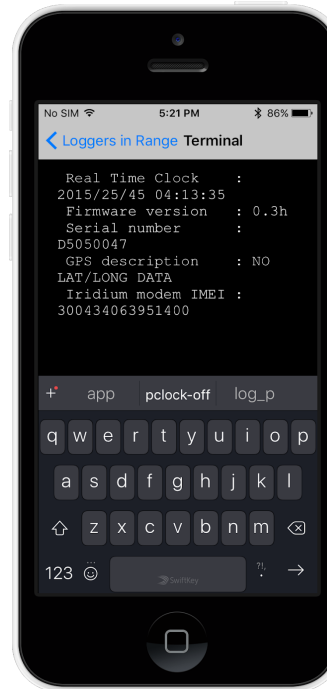 No SIM 5:21 PM 86%
Loggers in Range Terminal
Real Time Clock :
2015/25/45 04:13:35
Firmware version : 0.3h
Serial number :
D5050047
GPS description : NO
LAT/LONG DATA
Iridium modem IMEI :
300434063951400
+ app pclock-off log_p
q w e r t y u i o p
a s d f g h j k l
z x c v b n m
123 ?!, .
SwiftKey